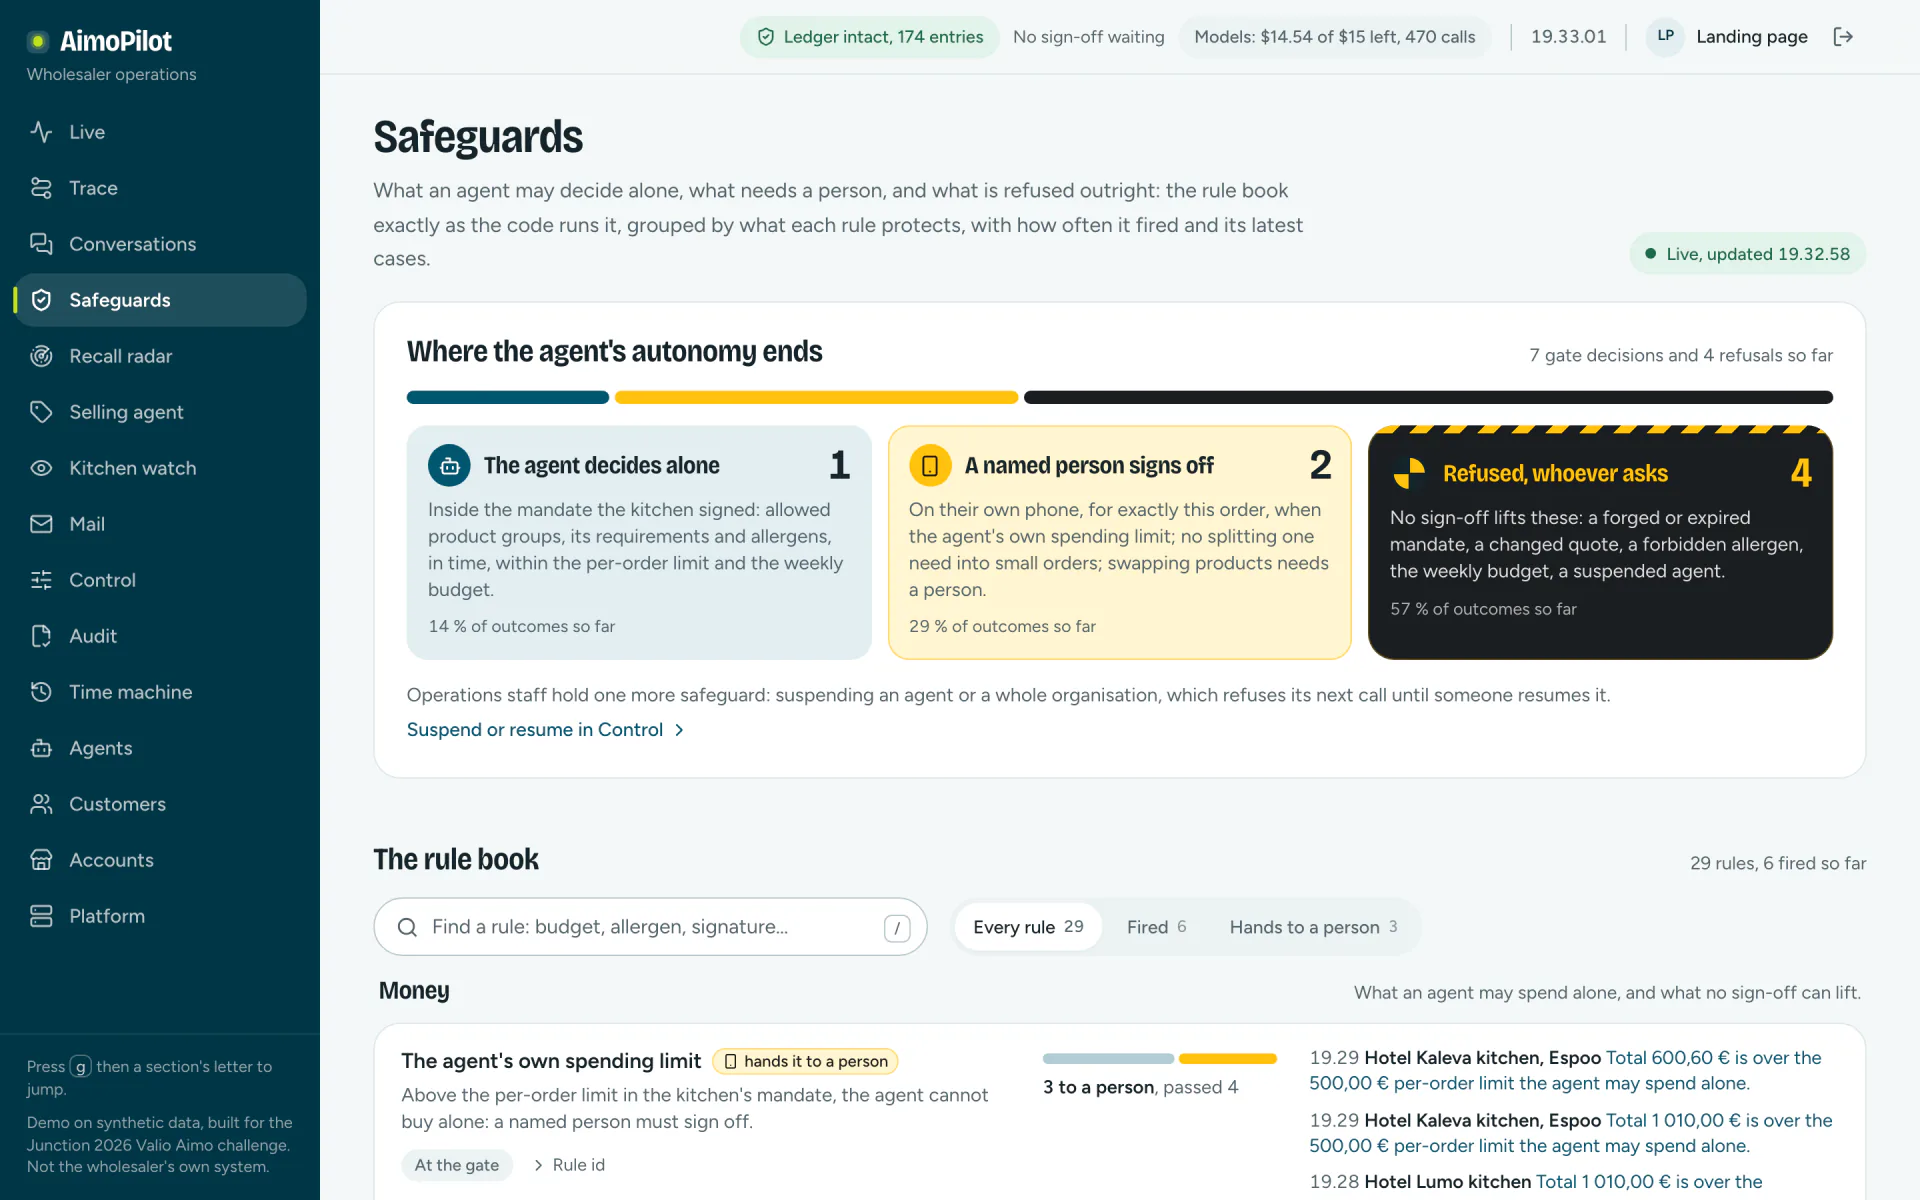 AimoPilot
Wholesaler operations
Live
Trace
Conversations
Safeguards
Recall radar
Selling agent
Kitchen watch
Mail
Control
Audit
Time machine
Agents
Customers
Accounts
Platform
Press g then a section's letter to
jump.
Demo on synthetic data, built for the
Junction 2026 Valio Aimo challenge.
Not the wholesaler's own system.
Ledger intact, 174 entries
No sign-off waiting
Models: $14.54 of $15 left, 470 calls
19.33.01
LP
Landing page
Safeguards
What an agent may decide alone, what needs a person, and what is refused outright: the rule book
exactly as the code runs it, grouped by what each rule protects, with how often it fired and its latest
cases.
Live, updated 19.32.58
Where the agent's autonomy ends
7 gate decisions and 4 refusals so far
The agent decides alone
1
Inside the mandate the kitchen signed: allowed
product groups, its requirements and allergens,
in time, within the per-order limit and the weekly
budget.
14 % of outcomes so far
A named person signs off
2
On their own phone, for exactly this order, when
the agent's own spending limit; no splitting one
need into small orders; swapping products needs
a person.
29 % of outcomes so far
Refused, whoever asks
4
No sign-off lifts these: a forged or expired
mandate, a changed quote, a forbidden allergen,
the weekly budget, a suspended agent.
57 % of outcomes so far
Operations staff hold one more safeguard: suspending an agent or a whole organisation, which refuses its next call until someone resumes it.
Suspend or resume in Control
The rule book
29 rules, 6 fired so far
Find a rule: budget, allergen, signature...
/
Every rule 29
Fired 6
Hands to a person 3
Money
What an agent may spend alone, and what no sign-off can lift.
The agent's own spending limit
hands it to a person
Above the per-order limit in the kitchen's mandate, the agent cannot
buy alone: a named person must sign off.
At the gate
Rule id
3 to a person, passed 4
19.29 Hotel Kaleva kitchen, Espoo Total 600,60 € is over the
500,00 € per-order limit the agent may spend alone.
19.29 Hotel Kaleva kitchen, Espoo Total 1 010,00 € is over the
500,00 € per-order limit the agent may spend alone.
19.28 Hotel Lumo kitchen Total 1 010,00 € is over the